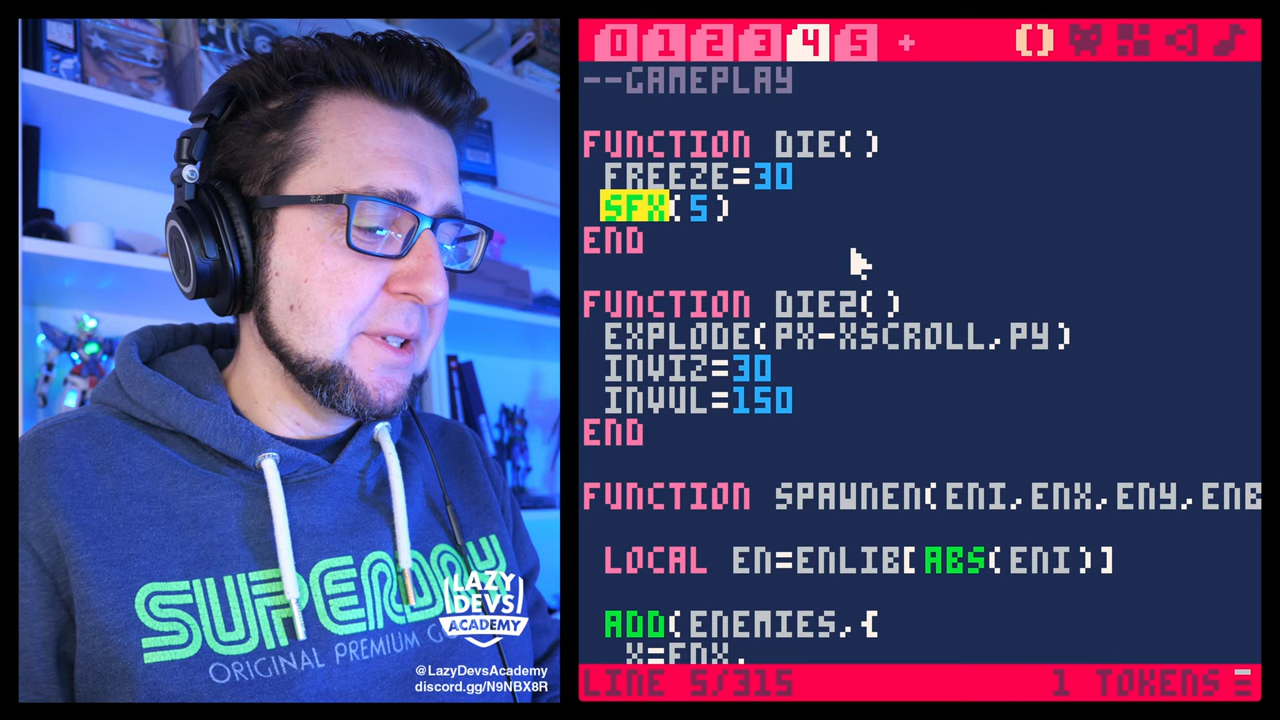 SUPERDRY
ORIGINAL PREMIUM
LAZY
DEVS
ACADEMY
@LazyDevsAcademy
discord.gg/N9NBX8R
0 1 2 3 4 5 +
--GAMEPLAY
FUNCTION DIE()
FREEZE=30
SFX(5)
END
FUNCTION DIE2()
EXPLODE(PX-XSCROLL,PY)
INVIZ=30
INVUL=150
END
FUNCTION SPAWNEN(ENI,ENX,ENY,ENB
LOCAL EN=ENLIB[ABS(ENI)]
ADD(ENEMIES,{
X=ENX,
LINE 5/315 1 TOKENS